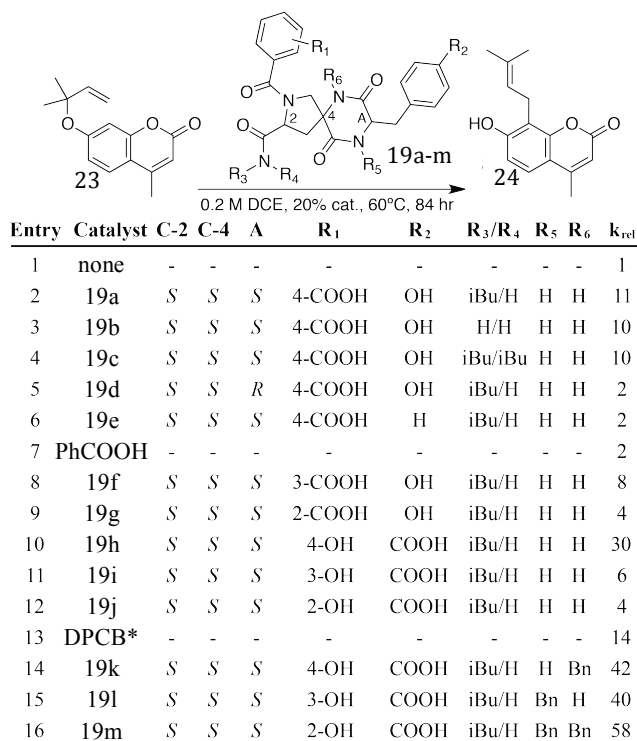 R1
O
N
2
O
N
R3 R4
4
R6
N
O
A
O
N
R5
R2
19a-m
O
23
O
O
HO
24
O
O
0.2 M DCE, 20% cat., 60°C, 84 hr
Entry Catalyst C-2 C-4 A R1 R2 R3/R4 R5 R6 krel
1 none - - - - - - - - 1
2 19a S S S 4-COOH OH iBu/H H H 11
3 19b S S S 4-COOH OH H/H H H 10
4 19c S S S 4-COOH OH iBu/iBu H H 10
5 19d S S R 4-COOH OH iBu/H H H 2
6 19e S S S 4-COOH H iBu/H H H 2
7 PhCOOH - - - - - - - - 2
8 19f S S S 3-COOH OH iBu/H H H 8
9 19g S S S 2-COOH OH iBu/H H H 4
10 19h S S S 4-OH COOH iBu/H H H 30
11 19i S S S 3-OH COOH iBu/H H H 6
12 19j S S S 2-OH COOH iBu/H H H 4
13 DPCB* - - - - - - - - 14
14 19k S S S 4-OH COOH iBu/H H Bn 42
15 19l S S S 3-OH COOH iBu/H Bn H 40
16 19m S S S 2-OH COOH iBu/H Bn Bn 58